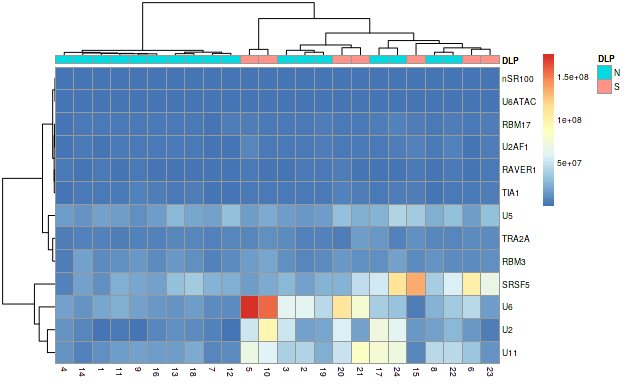 DLP
DLP
nSR100
1.5e+08
N
S
U6ATAC
1e+08
RBM17
U2AF1
5e+07
RAVER1
TIA1
U5
TRA2A
RBM3
SRSF5
U6
U2
U11
4 14 1 11 9 16 13 18 7 12 5 10 3 2 19 20 21 17 24 15 8 22 6 23